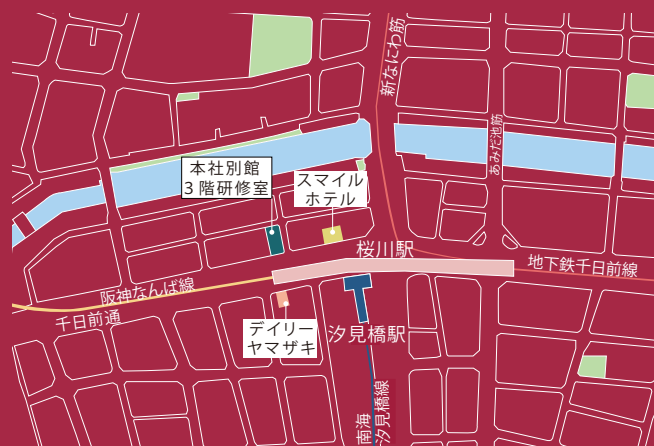 新なにわ筋
あみだ池筋
本社別館
3階研修室
スマイル
ホテル
桜川駅
地下鉄千日前線
阪神なんば線
千日前通
デイリー
ヤマザキ
汐見橋駅
南海
汐見橋線